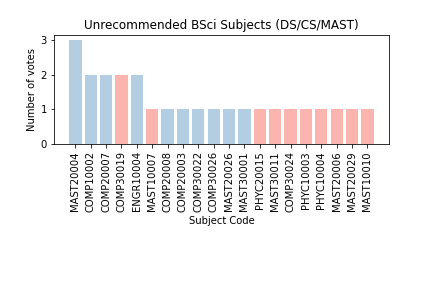 Unrecommended BSci Subjects (DS/CS/MAST)
Number of votes
3
2
1
0
MAST20004
COMP10002
COMP20007
COMP30019
ENGR10004
MAST10007
COMP20008
COMP20003
COMP30022
COMP30026
MAST20026
MAST30001
PHYC20015
MAST30011
COMP30024
PHYC10003
PHYC10004
MAST20006
MAST20029
MAST10010
Subject Code